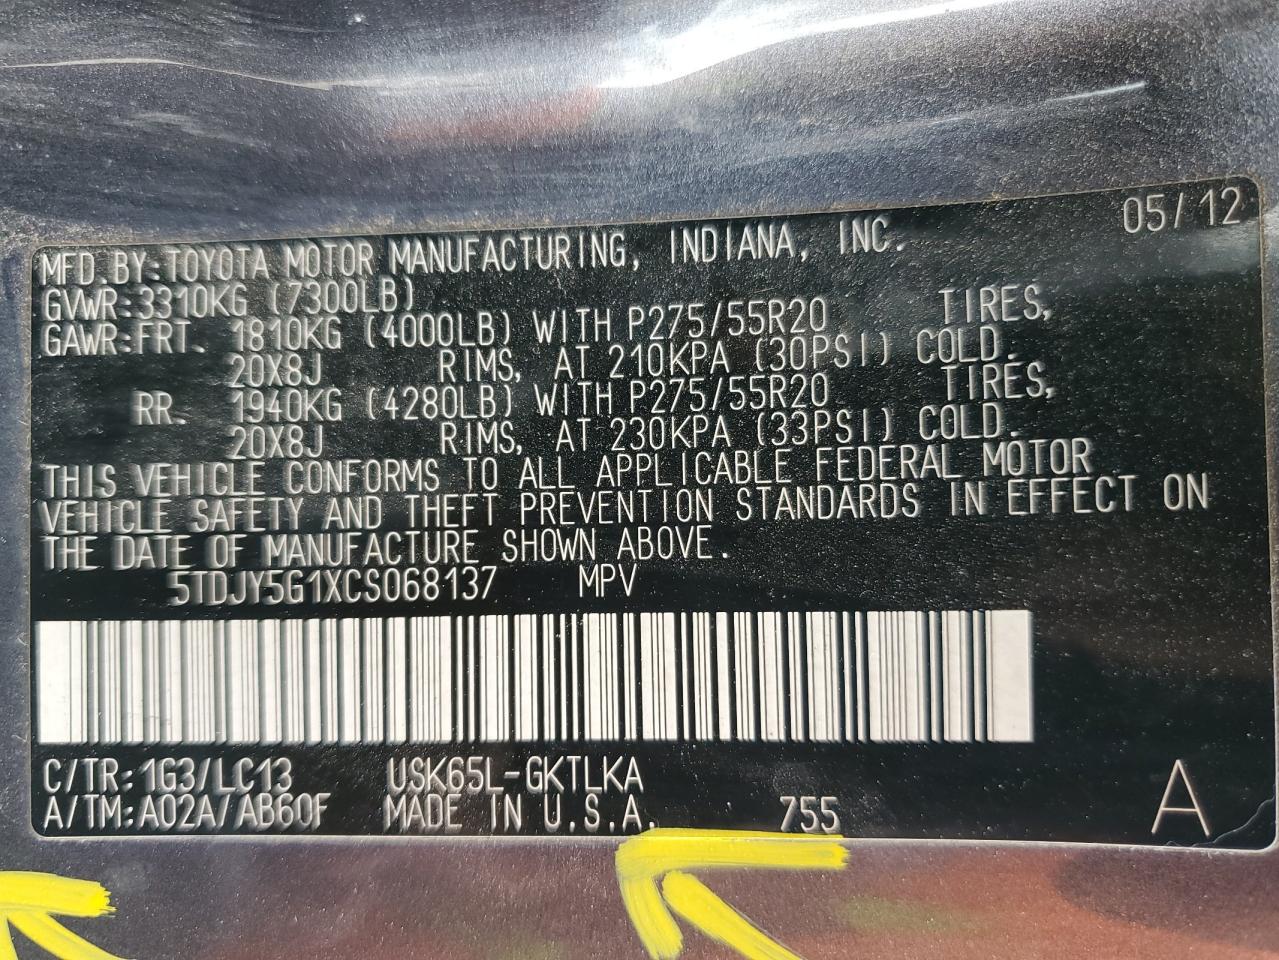 05/12
MFD.BY:TOYOTA MOTOR MANUFACTURING, INDIANA, INC.
GVWR:3310KG (7300LB)
GAWR:FRT. 1810KG (4000LB) WITH P275/55R20 TIRES,
20X8J RIMS, AT 210KPA (30PSI) COLD.
RR. 1940KG (4280LB) WITH P275/55R20 TIRES,
20X8J RIMS, AT 230KPA (33PSI) COLD.
THIS VEHICLE CONFORMS TO ALL APPLICABLE FEDERAL MOTOR
VEHICLE SAFETY AND THEFT PREVENTION STANDARDS IN EFFECT ON
THE DATE OF MANUFACTURE SHOWN ABOVE.
5TDJY5G1XCS068137 MPV
C/TR:1G3/LC13 USK65L-GKTLKA
A/TM:A02A/AB60F MADE IN U.S.A. 755 A